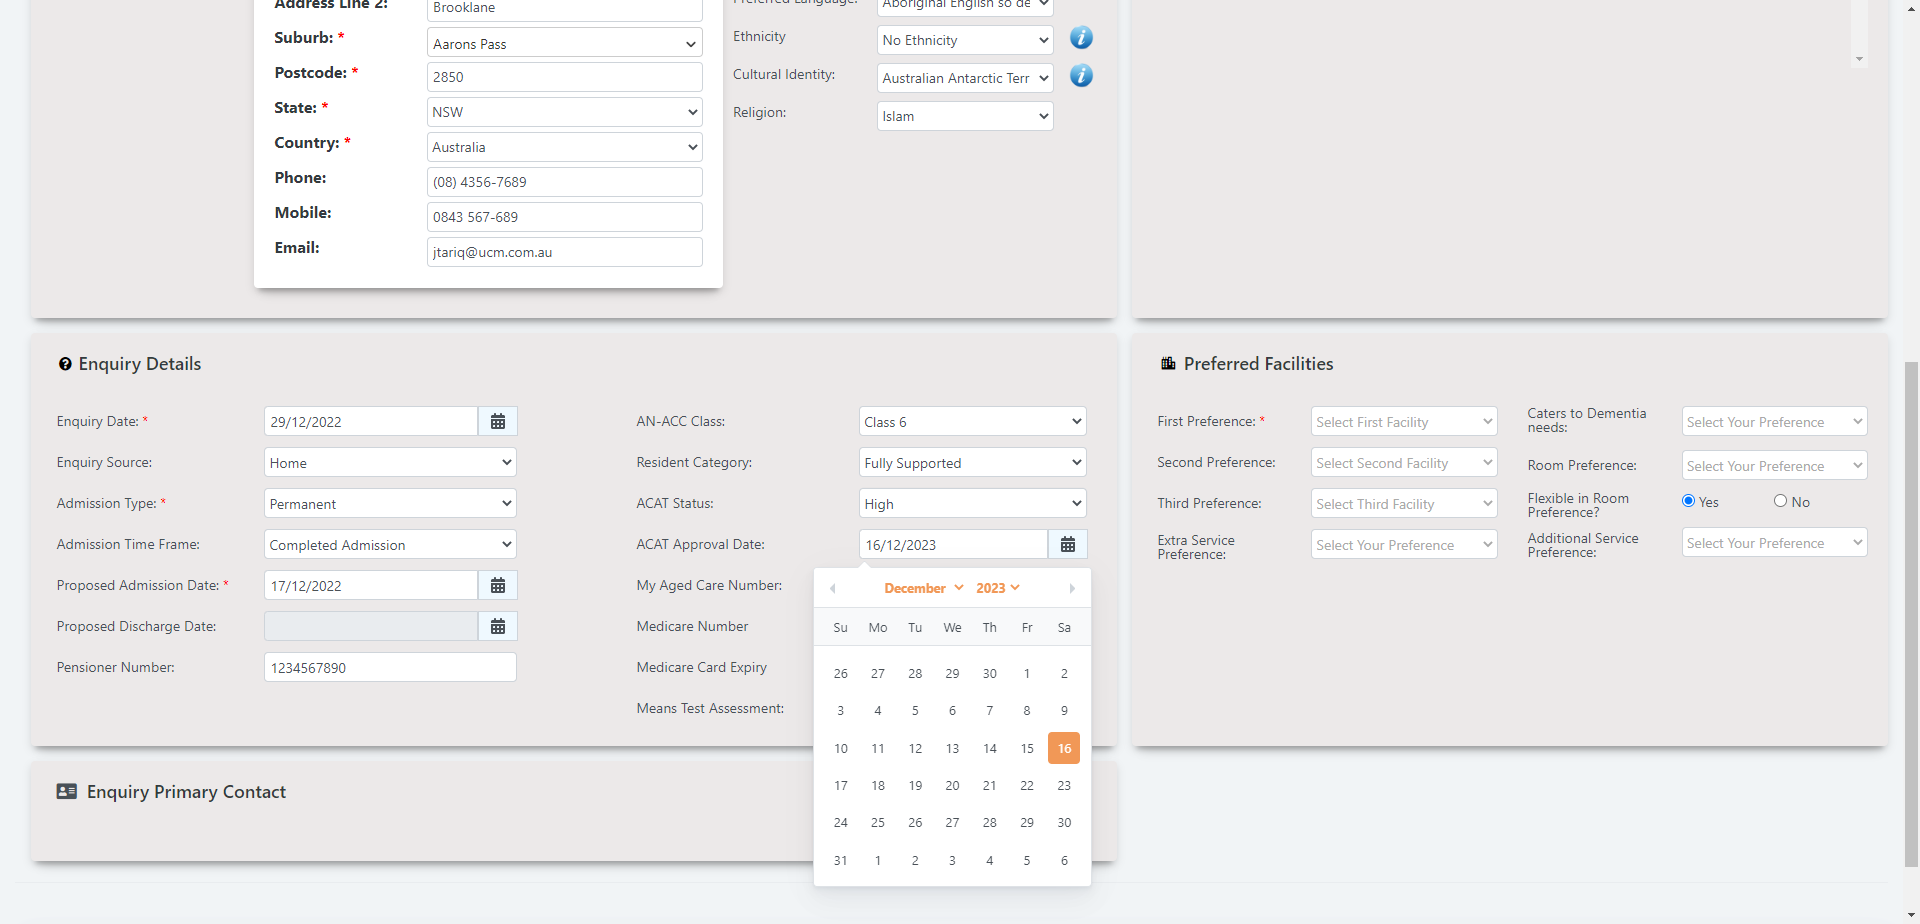 Address Line 2: Brooklane
Suburb: * Aarons Pass
Postcode: * 2850
State: * NSW
Country: * Australia
Phone: (08) 4356-7689
Mobile: 0843 567-689
Email: jtariq@ucm.com.au
Preferred Language: Aboriginal English so de
Ethnicity No Ethnicity
Cultural Identity: Australian Antarctic Terr
Religion: Islam
Enquiry Details
Enquiry Date: * 29/12/2022
Enquiry Source: Home
Admission Type: * Permanent
Admission Time Frame: Completed Admission
Proposed Admission Date: * 17/12/2022
Proposed Discharge Date:
Pensioner Number: 1234567890
AN-ACC Class: Class 6
Resident Category: Fully Supported
ACAT Status: High
ACAT Approval Date: 16/12/2023
My Aged Care Number:
Medicare Number
Medicare Card Expiry
Means Test Assessment:
December 2023
Su Mo Tu We Th Fr Sa
26 27 28 29 30 1 2
3 4 5 6 7 8 9
10 11 12 13 14 15 16
17 18 19 20 21 22 23
24 25 26 27 28 29 30
31 1 2 3 4 5 6
Preferred Facilities
First Preference: * Select First Facility
Second Preference: Select Second Facility
Third Preference: Select Third Facility
Extra Service
Preference: Select Your Preference
Caters to Dementia
needs: Select Your Preference
Room Preference: Select Your Preference
Flexible in Room
Preference? Yes No
Additional Service
Preference: Select Your Preference
Enquiry Primary Contact